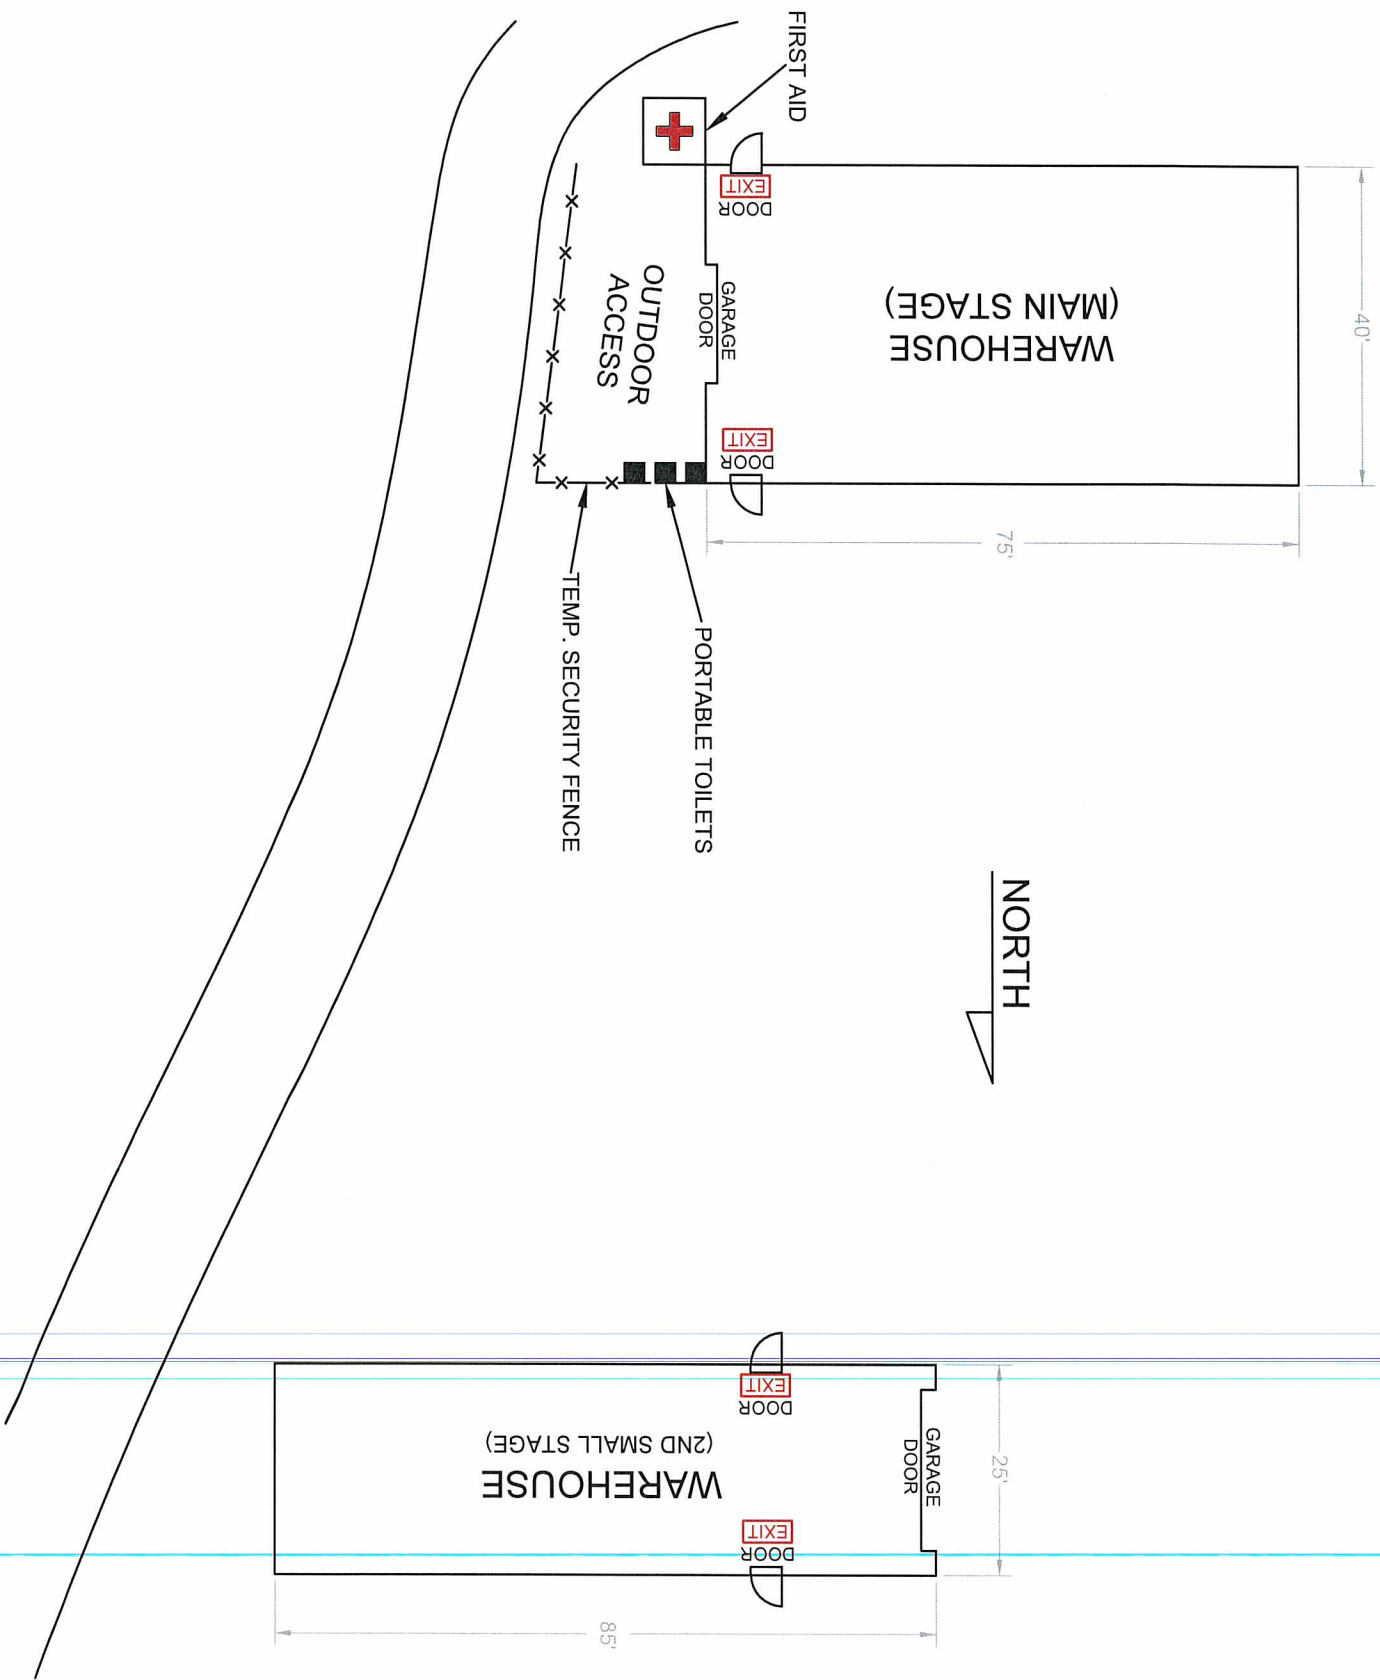 FIRST AID
EXIT
DOOR
GARAGE
DOOR
EXIT
DOOR
WAREHOUSE
(MAIN STAGE)
40'
75'
OUTDOOR
ACCESS
PORTABLE TOILETS
TEMP. SECURITY FENCE
NORTH
EXIT
DOOR
WAREHOUSE
(2ND SMALL STAGE)
EXIT
DOOR
GARAGE
DOOR
25'
85'